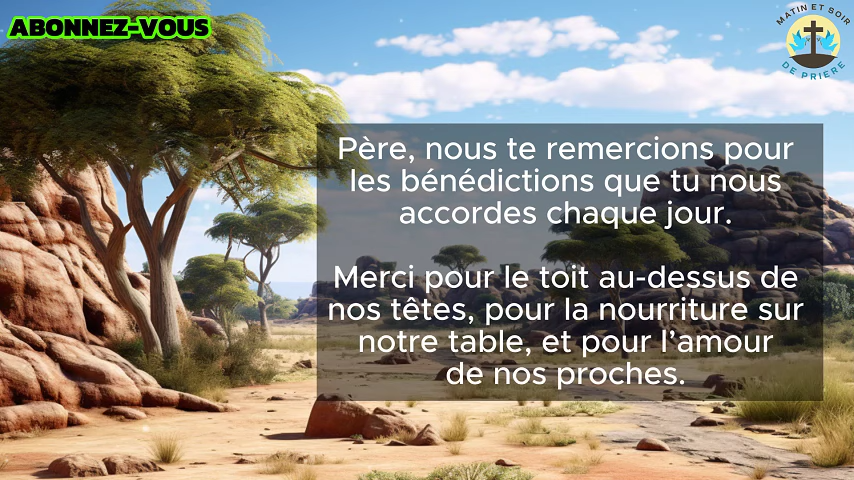 ABONNEZ-VOUS
MATIN ET SOIR
DE PRIERE
Père, nous te remercions pour
les bénédictions que tu nous
accordes chaque jour.
Merci pour le toit au-dessus de
nos têtes, pour la nourriture sur
notre table, et pour l’amour
de nos proches.